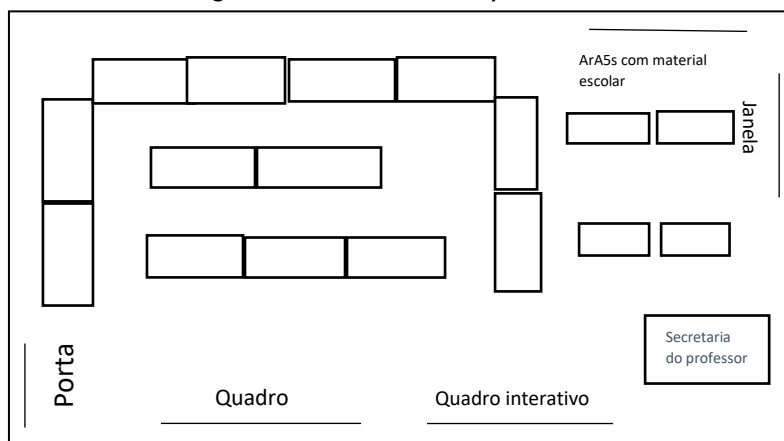 ArA5s com material
escolar
Janela
Secretaria
do professor
Porta
Quadro
Quadro interativo